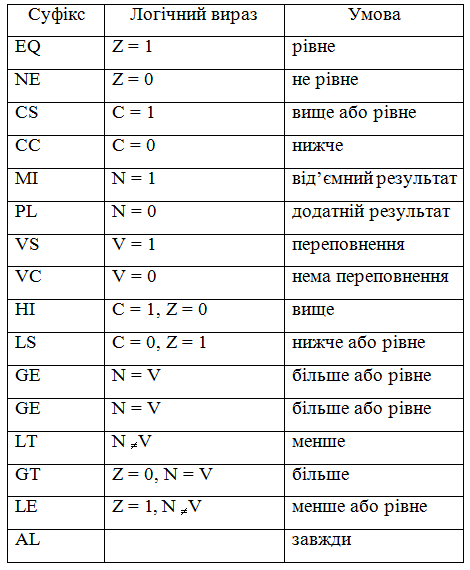 Суфікс Логічний вираз Умова
EQ Z = 1 рівне
NE Z = 0 не рівне
CS C = 1 вище або рівне
CC C = 0 нижче
MI N = 1 від’ємний результат
PL N = 0 додатній результат
VS V = 1 переповнення
VC V = 0 нема переповнення
HI C = 1, Z = 0 вище
LS C = 0, Z = 1 нижче або рівне
GE N = V більше або рівне
GE N = V більше або рівне
LT N ≠V менше
GT Z = 0, N = V більше
LE Z = 1, N ≠V менше або рівне
AL завжди